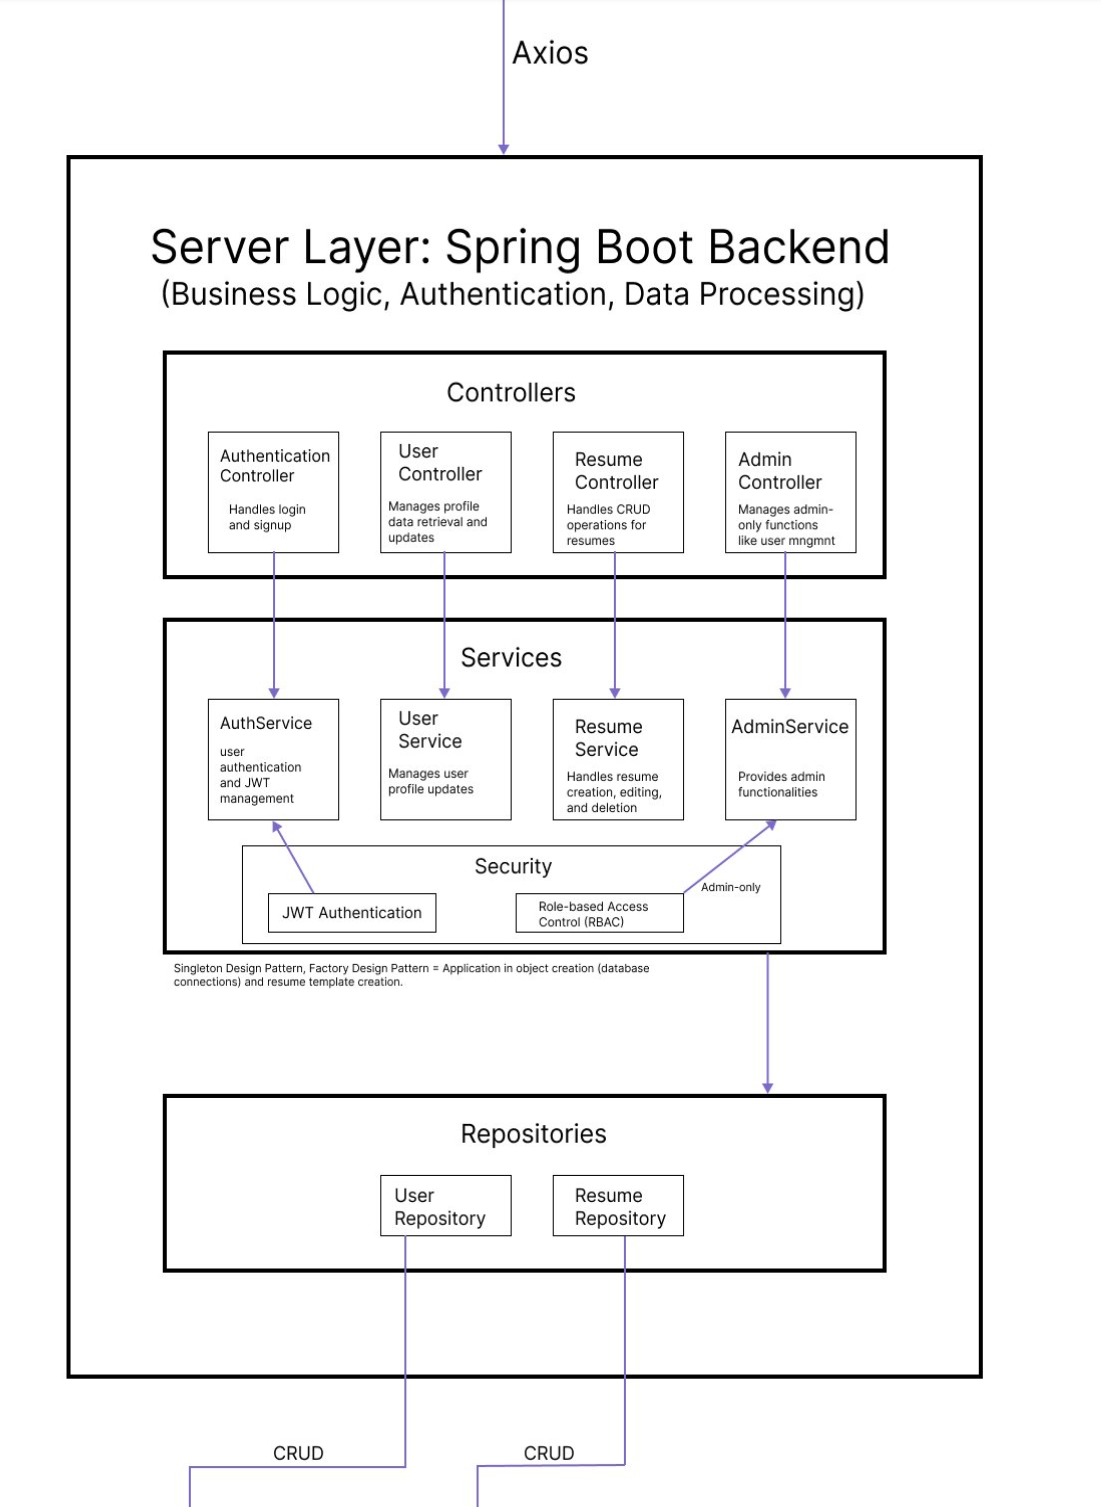 Axios
Server Layer: Spring Boot Backend
(Business Logic, Authentication, Data Processing)
Controllers
Authentication
Controller
Handles login
and signup
User
Controller
Manages profile
data retrieval and
updates
Resume
Controller
Handles CRUD
operations for
resumes
Admin
Controller
Manages admin-
only functions
like user mngmnt
Services
AuthService
user
authentication
and JWT
management
User
Service
Manages user
profile updates
Resume
Service
Handles resume
creation, editing,
and deletion
AdminService
Provides admin
functionalities
Security
JWT Authentication
Role-based Access
Control (RBAC)
Admin-only
Singleton Design Pattern, Factory Design Pattern = Application in object creation (database
connections) and resume template creation.
Repositories
User
Repository
Resume
Repository
CRUD
CRUD